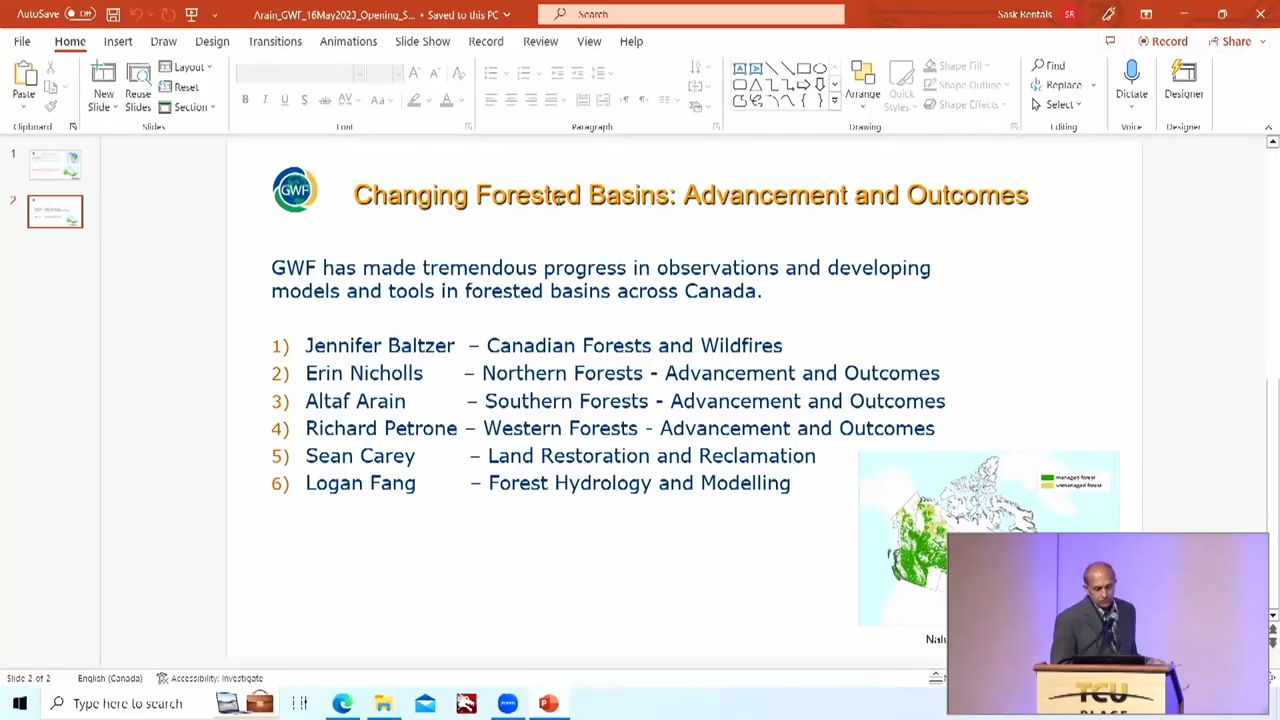 AutoSave Off
Arain_GWF_16May2023_Opening_S... • Saved to this PC
Search
Sask Rentals SR
File Home Insert Draw Design Transitions Animations Slide Show Record Review View Help
Record Share
Paste
Clipboard
New Slide
Reuse Slides
Layout
Reset
Section
Slides
Font
Paragraph
Arrange
Quick Styles
Shape Fill
Shape Outline
Shape Effects
Drawing
Find
Replace
Select
Editing
Dictate
Voice
Designer
Designer
1
2
GWF
Changing Forested Basins: Advancement and Outcomes
GWF has made tremendous progress in observations and developing
models and tools in forested basins across Canada.
1) Jennifer Baltzer – Canadian Forests and Wildfires
2) Erin Nicholls – Northern Forests - Advancement and Outcomes
3) Altaf Arain – Southern Forests - Advancement and Outcomes
4) Richard Petrone – Western Forests - Advancement and Outcomes
5) Sean Carey – Land Restoration and Reclamation
6) Logan Fang – Forest Hydrology and Modelling
managed forest
unmanaged forest
TCU
PLACE
Slide 2 of 2 English (Canada) Accessibility: Investigate
Type here to search
zoom